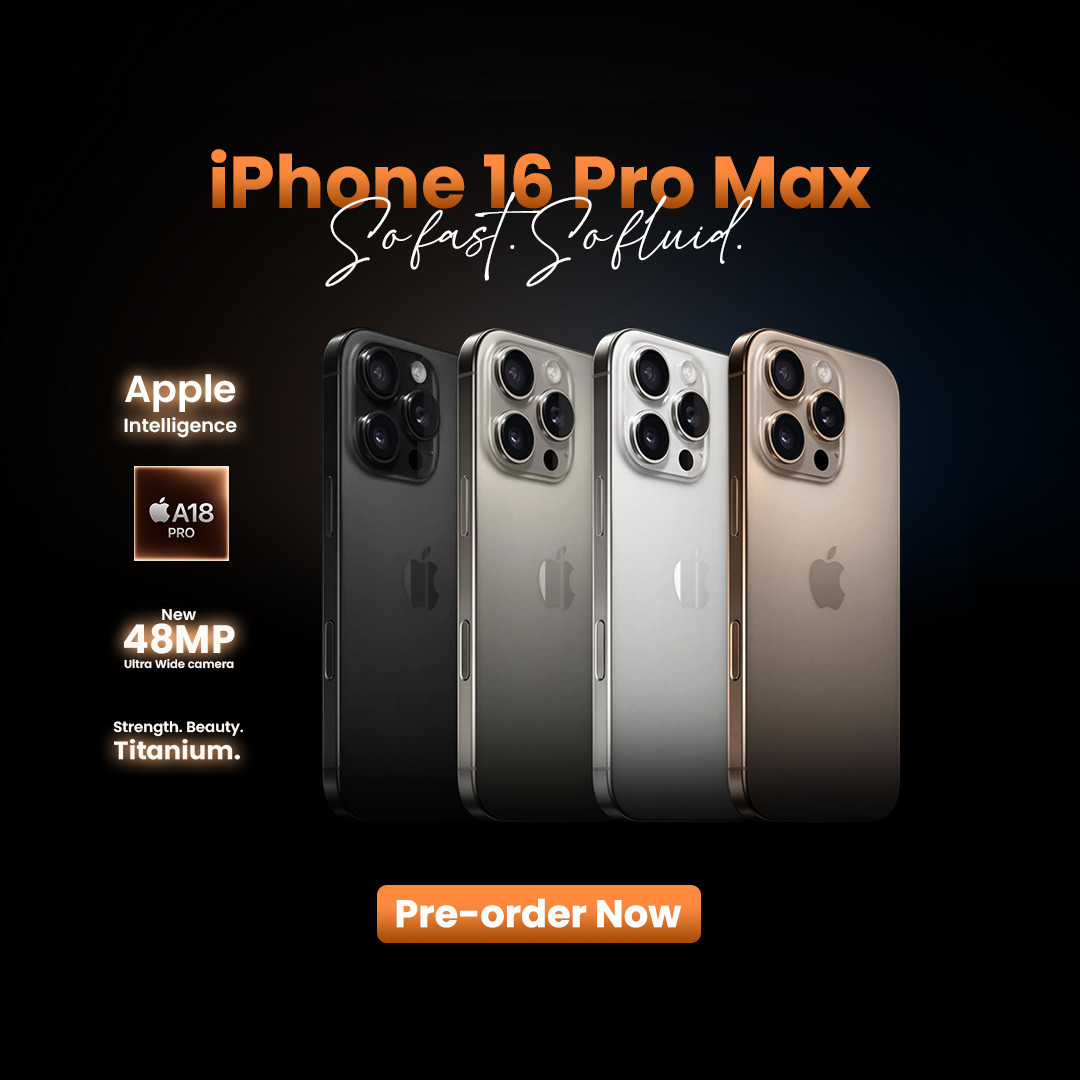 iPhone 16 Pro Max
So fast. So fluid.
Apple
Intelligence
A18
PRO
New
48MP
Ultra Wide camera
Strength. Beauty.
Titanium.
Pre-order Now